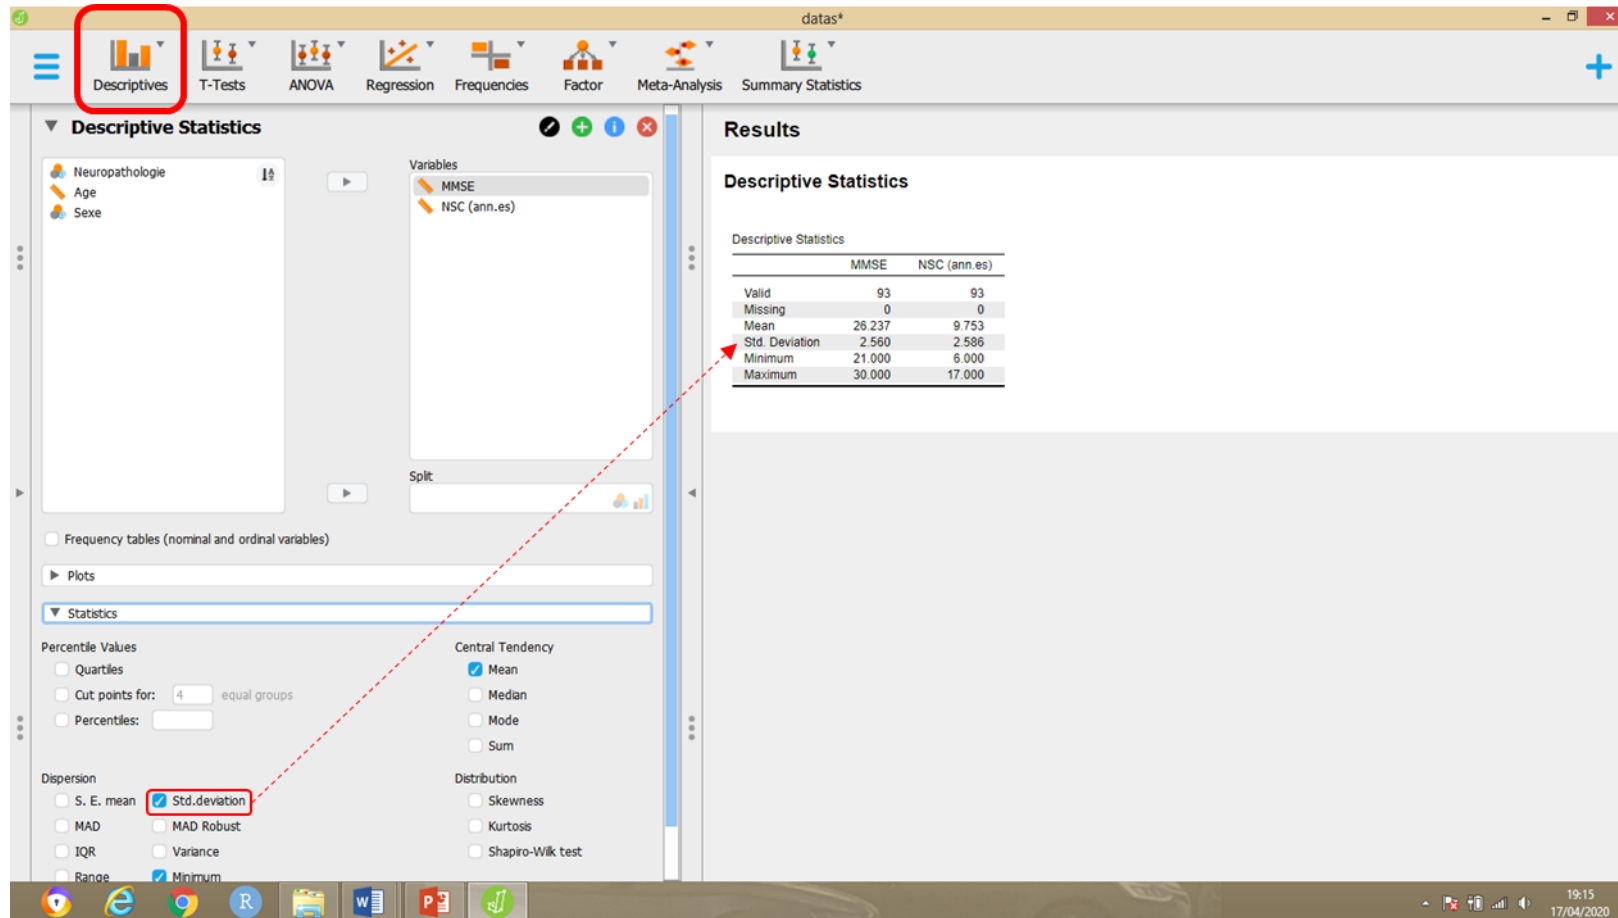 datas*
Descriptives
T-Tests
ANOVA
Regression
Frequencies
Factor
Meta-Analysis
Summary Statistics
Descriptive Statistics
Neuropathologie
Age
Sexe
Variables
MMSE
NSC (ann.es)
Split
Frequency tables (nominal and ordinal variables)
Plots
Statistics
Percentile Values
Quartiles
Cut points for: 4 equal groups
Percentiles:
Central Tendency
Mean
Median
Mode
Sum
Dispersion
S. E. mean Std.deviation
MAD MAD Robust
IQR Variance
Range Minimum
Distribution
Skewness
Kurtosis
Shapiro-Wilk test
Results
Descriptive Statistics
Descriptive Statistics
MMSE NSC (ann.es)
Valid 93 93
Missing 0 0
Mean 26.237 9.753
Std. Deviation 2.560 2.586
Minimum 21.000 6.000
Maximum 30.000 17.000
19:15
17/04/2020